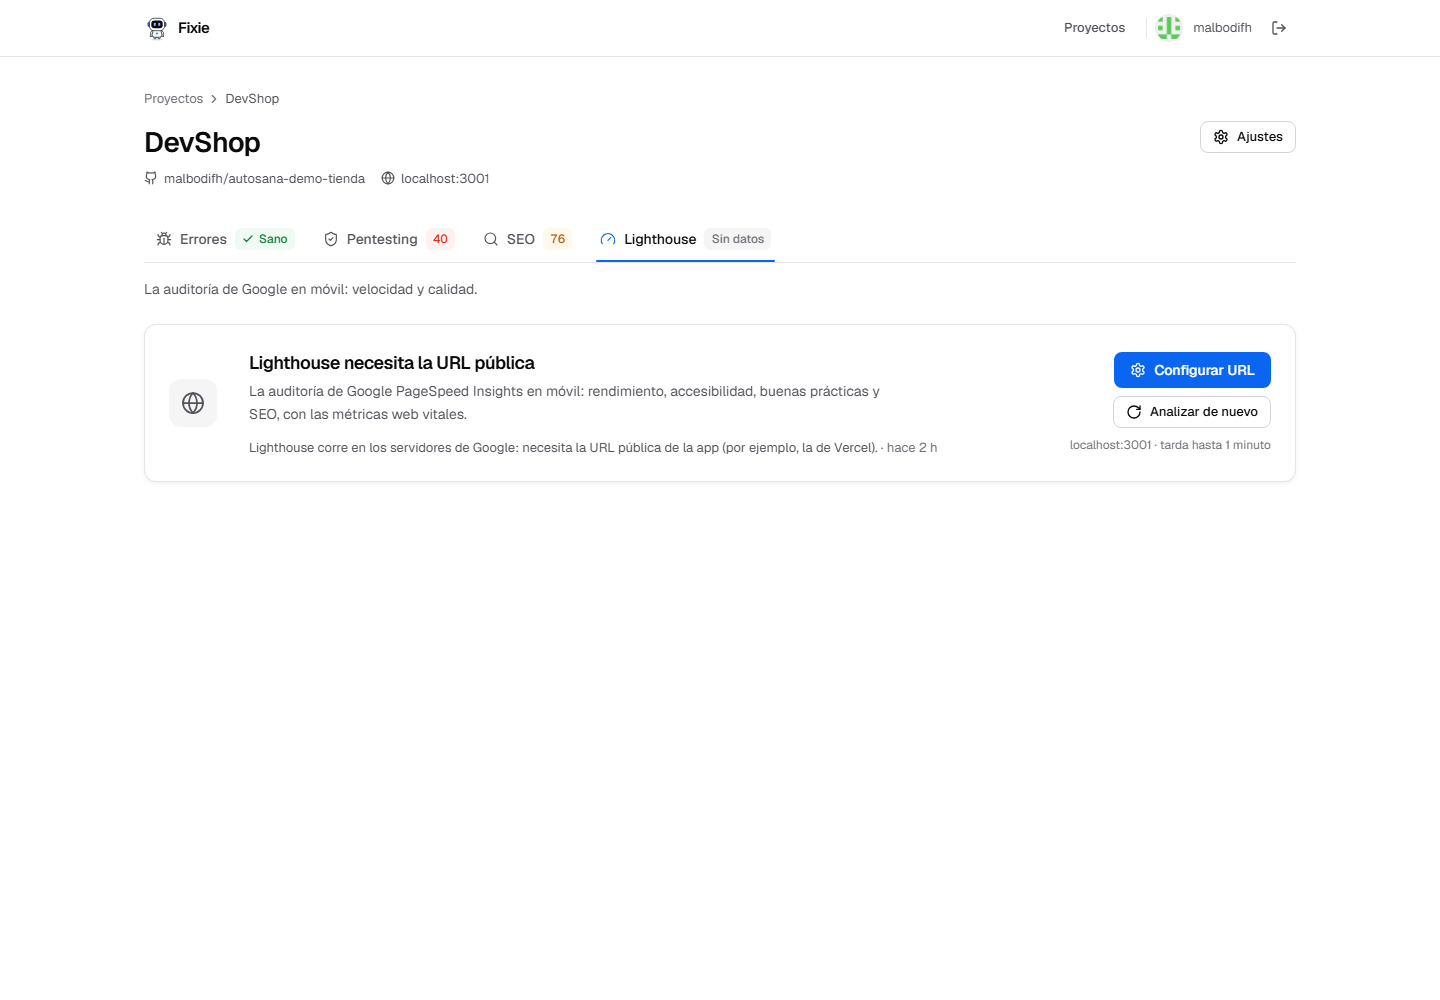 Fixie
Proyectos
malbodifh
Proyectos > DevShop
DevShop
Ajustes
malbodifh/autosana-demo-tienda
localhost:3001
Errores
Sano
Pentesting
40
SEO
76
Lighthouse
Sin datos
La auditoría de Google en móvil: velocidad y calidad.
Lighthouse necesita la URL pública
La auditoría de Google PageSpeed Insights en móvil: rendimiento, accesibilidad, buenas prácticas y
SEO, con las métricas web vitales.
Lighthouse corre en los servidores de Google: necesita la URL pública de la app (por ejemplo, la de Vercel). · hace 2 h
Configurar URL
Analizar de nuevo
localhost:3001 · tarda hasta 1 minuto